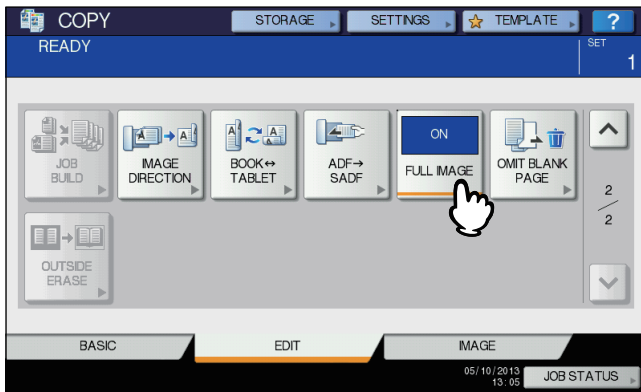 COPY
STORAGE
SETTINGS
TEMPLATE
?
READY
SET
1
JOB
BUILD
A
A
IMAGE
DIRECTION
A
A
BOOK↔
TABLET
ADF→
SADF
ON
FULL IMAGE
OMIT BLANK
PAGE
2
2
OUTSIDE
ERASE
BASIC
EDIT
IMAGE
05/10/2013
13:05
JOB STATUS